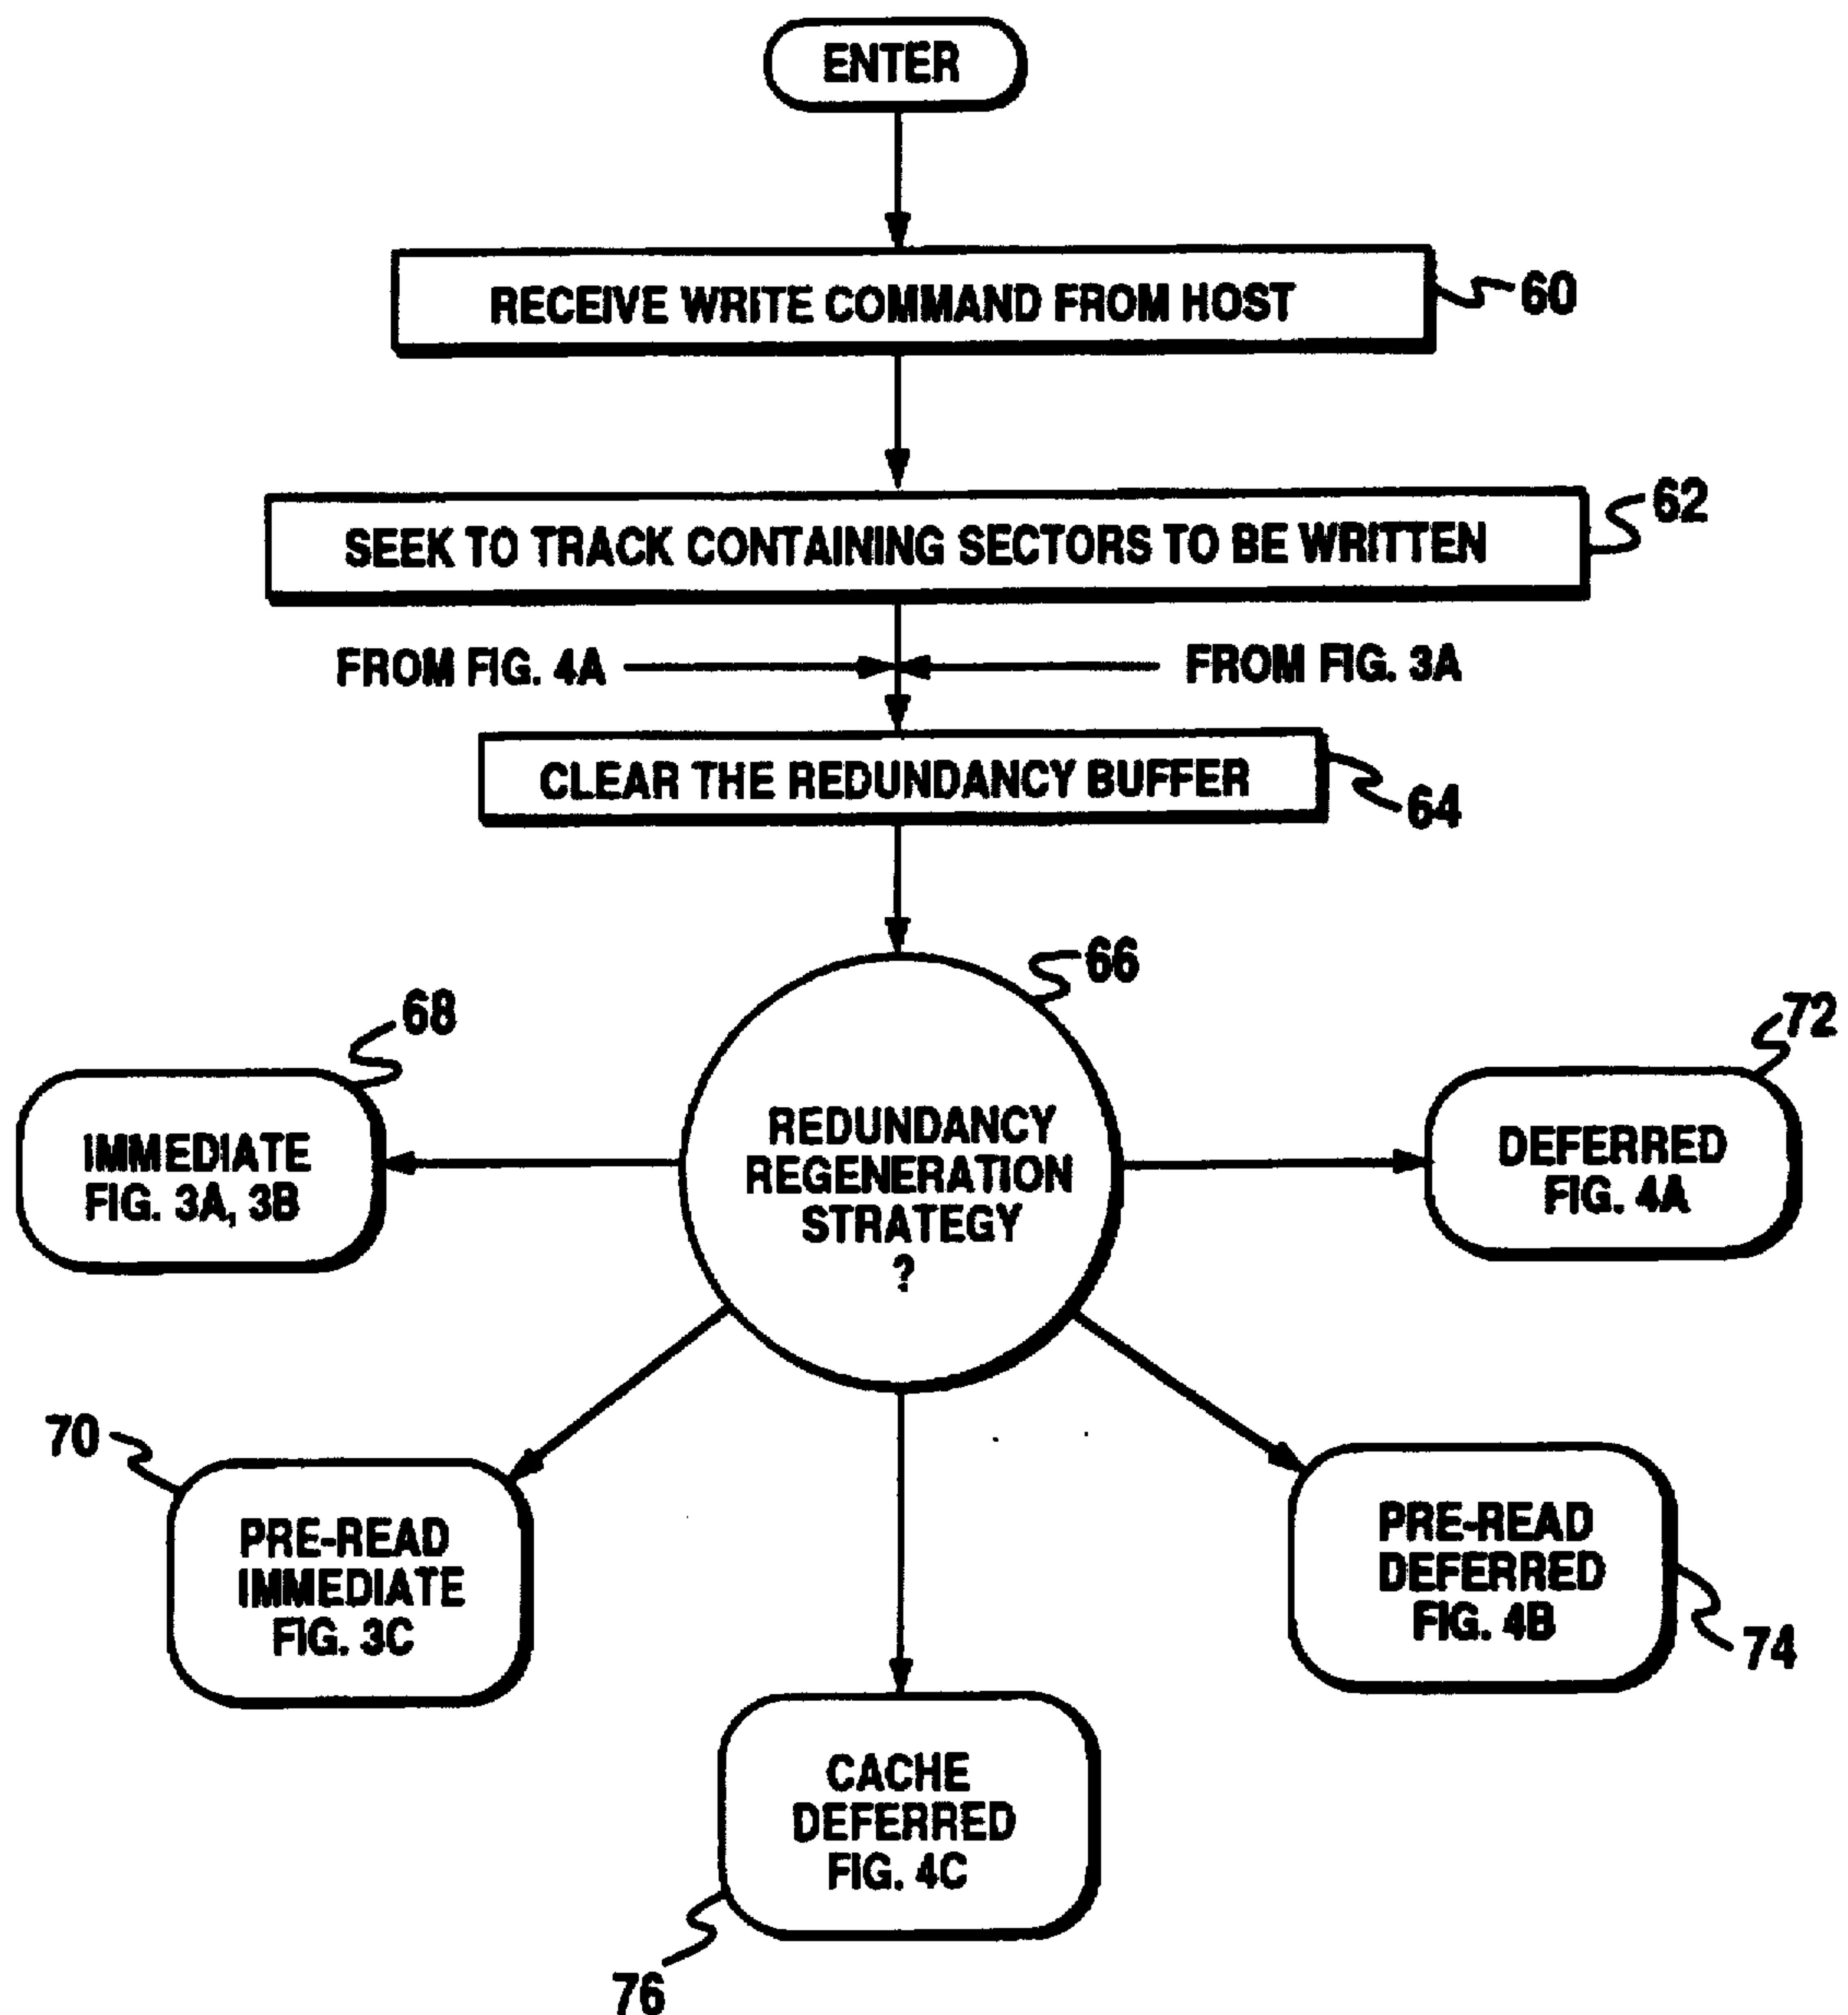 ENTER
RECEIVE WRITE COMMAND FROM HOST
60
SEEK TO TRACK CONTAINING SECTORS TO BE WRITTEN
62
FROM FIG. 4A
FROM FIG. 3A
CLEAR THE REDUNDANCY BUFFER
64
66
68
72
REDUNDANCY
REGENERATION
STRATEGY
?
IMMEDIATE
FIG. 3A, 3B
DEFERRED
FIG. 4A
70
PRE-READ
IMMEDIATE
FIG. 3C
PRE-READ
DEFERRED
FIG. 4B
74
CACHE
DEFERRED
FIG. 4C
76